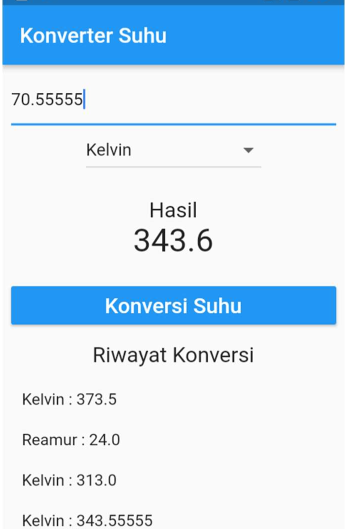 Konverter Suhu
70.55555
Kelvin
Hasil
343.6
Konversi Suhu
Riwayat Konversi
Kelvin : 373.5
Reamur : 24.0
Kelvin : 313.0
Kelvin : 343.55555